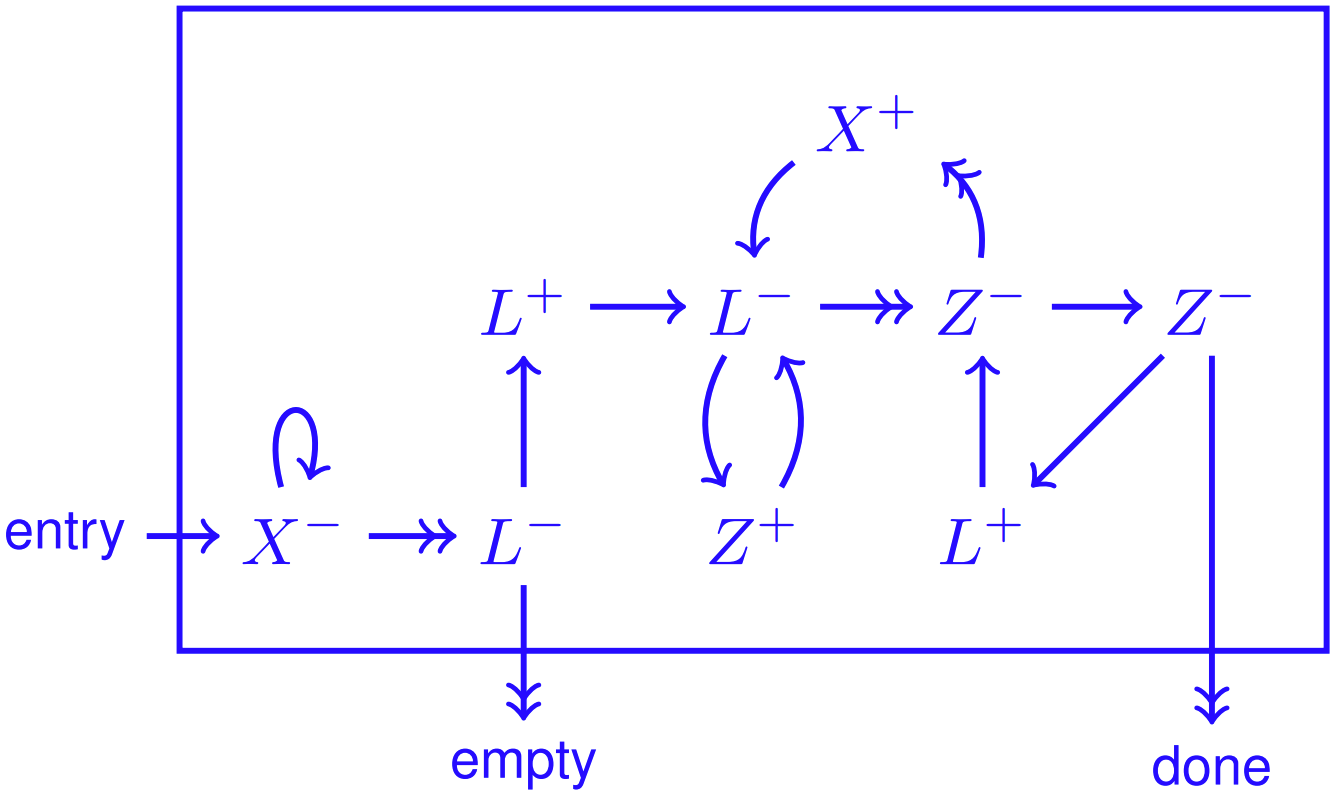 X⁺
L⁺ L⁻ Z⁻ Z⁻
entry X⁻ L⁻ Z⁺ L⁺
empty done